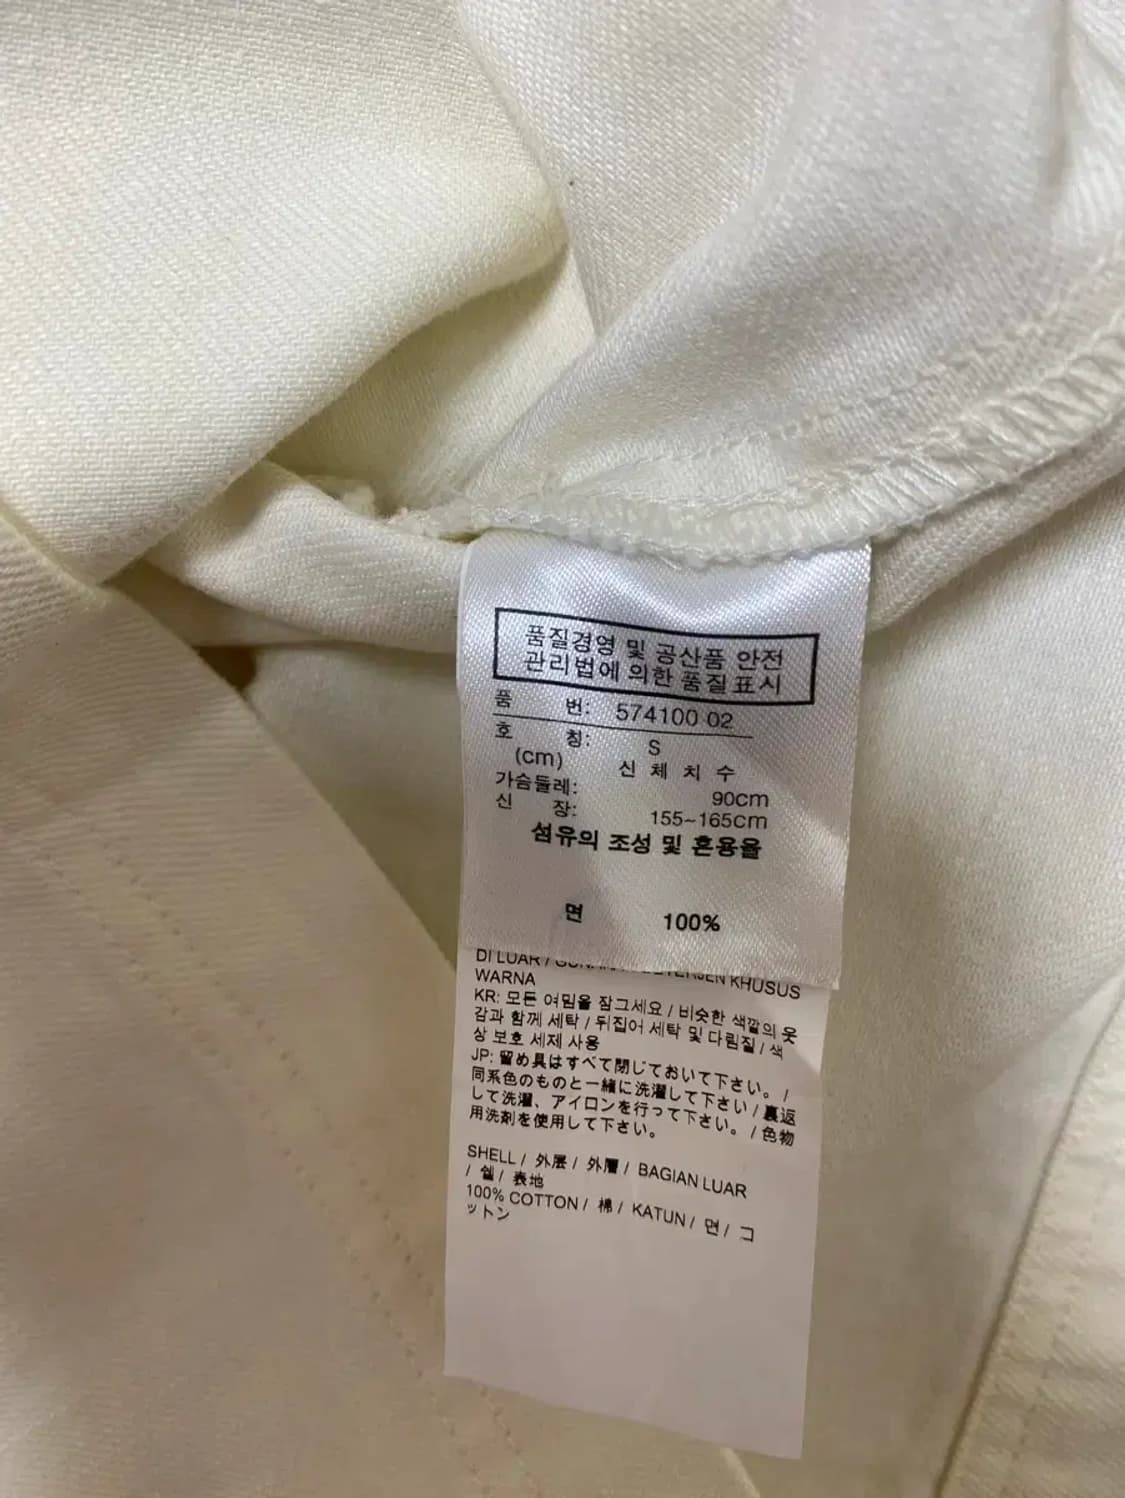 품질경영 및 공산품 안전
관리법에 의한 품질표시
품 번: 574100 02
호 칭: S
(cm) 신 체 치 수
가슴둘레: 90cm
신 장: 155~165cm
섬유의 조성 및 혼용율
면 100%
DI LUAR / KHUSUS
WARNA
KR: 모든 여밈을 잠그세요 / 비슷한 색깔의 옷
감과 함께 세탁 / 뒤집어 세탁 및 다림질 / 색
상 보호 세제 사용
JP: 留め具はすべて閉じておいて下さい。 /
同系色のものと一緒に洗濯して下さい / 裏返
して洗濯、アイロンを行って下さい。 / 色物
用洗剤を使用して下さい。
SHELL / 外层 / 外層 / BAGIAN LUAR
/ 쉘 / 表地
100% COTTON / 棉 / KATUN / 면 / コ
ットン